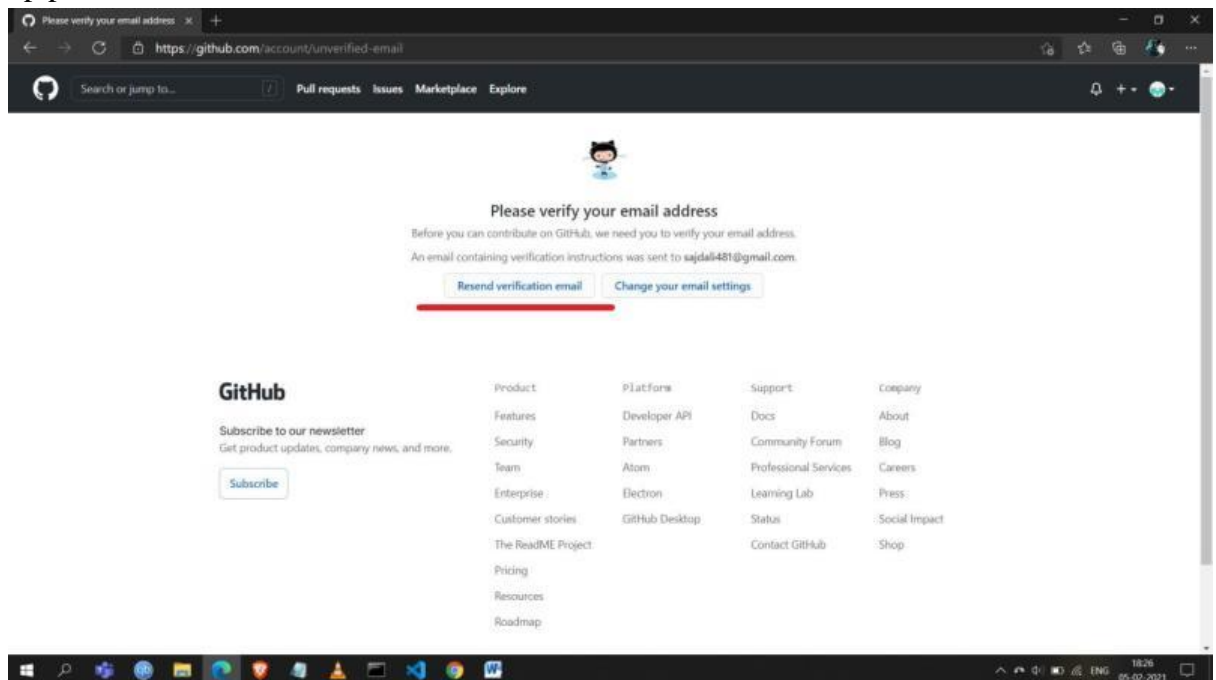 Please verify your email address
https://github.com/account/unverified-email
Search or jump to... / Pull requests Issues Marketplace Explore
Please verify your email address
Before you can contribute on GitHub, we need you to verify your email address.
An email containing verification instructions was sent to sajdali481@gmail.com.
Resend verification email Change your email settings
GitHub
Subscribe to our newsletter
Get product updates, company news, and more.
Subscribe
Product
Features
Security
Team
Enterprise
Customer stories
The ReadME Project
Pricing
Resources
Roadmap
Platform
Developer API
Partners
Atom
Electron
GitHub Desktop
Support
Docs
Community Forum
Professional Services
Learning Lab
Status
Contact GitHub
Company
About
Blog
Careers
Press
Social Impact
Shop
ENG
18:26
05-02-2021